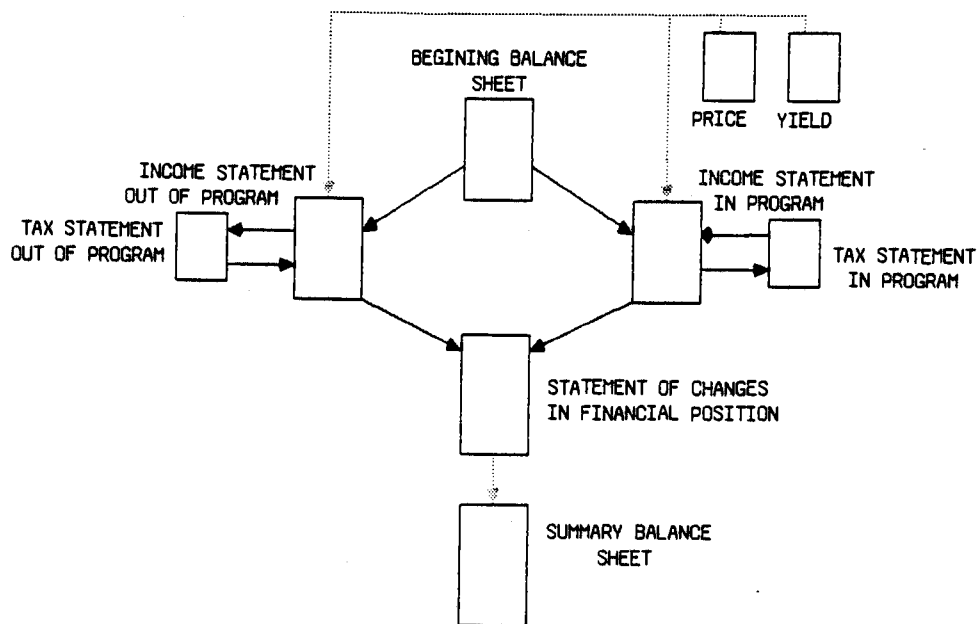 BEGINING BALANCE
SHEET
PRICE
YIELD
INCOME STATEMENT
OUT OF PROGRAM
INCOME STATEMENT
IN PROGRAM
TAX STATEMENT
OUT OF PROGRAM
TAX STATEMENT
IN PROGRAM
STATEMENT OF CHANGES
IN FINANCIAL POSITION
SUMMARY BALANCE
SHEET